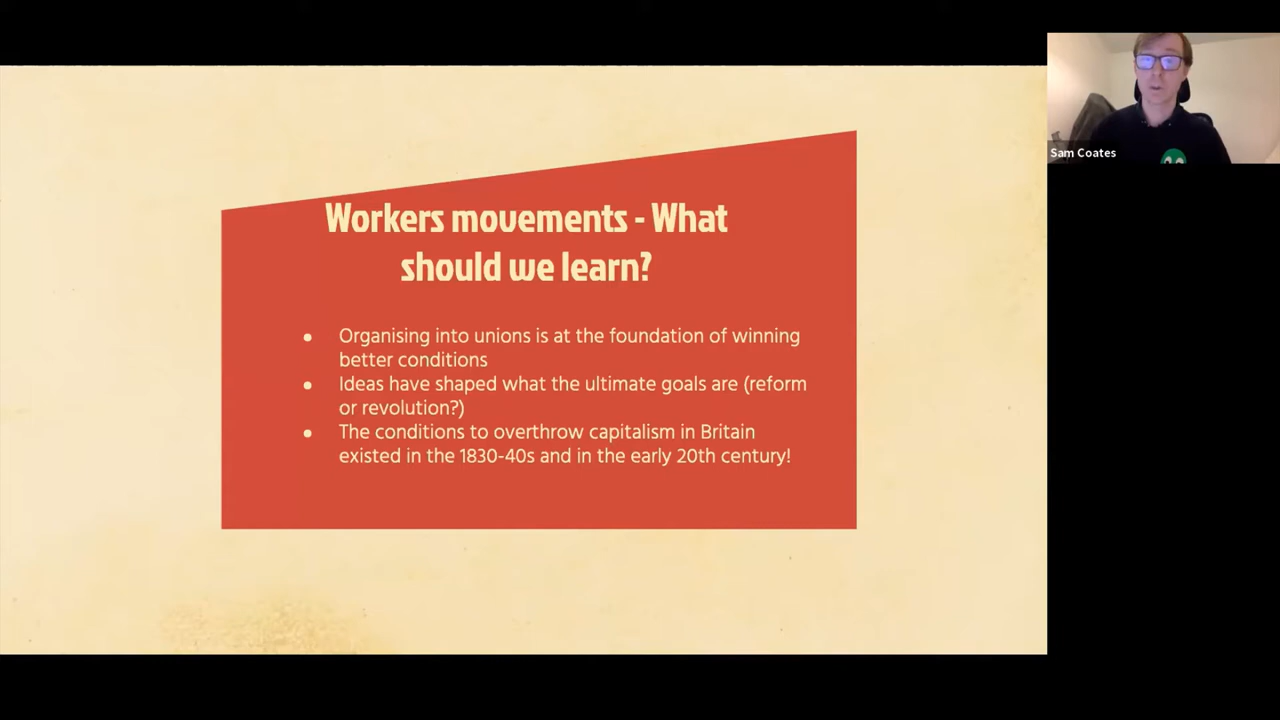 Workers movements - What
should we learn?
● Organising into unions is at the foundation of winning
better conditions
● Ideas have shaped what the ultimate goals are (reform
or revolution?)
● The conditions to overthrow capitalism in Britain
existed in the 1830-40s and in the early 20th century!
Sam Coates